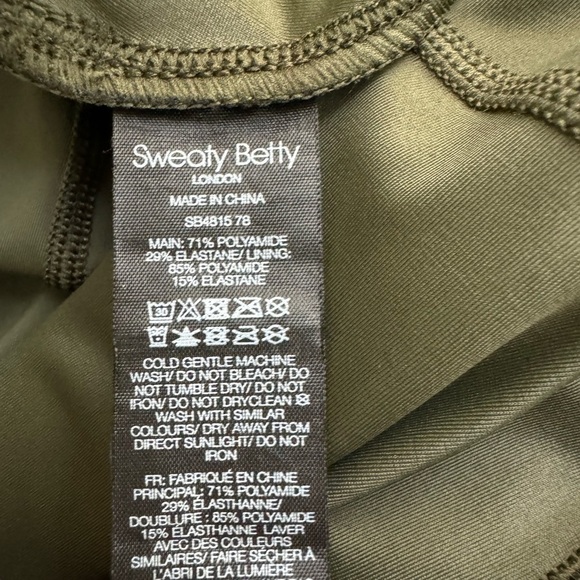 Sweaty Betty
LONDON
MADE IN CHINA
SB4815 78
MAIN: 71% POLYAMIDE
29% ELASTANE/ LINING:
85% POLYAMIDE
15% ELASTANE
30
COLD GENTLE MACHINE
WASH/ DO NOT BLEACH/ DO
NOT TUMBLE DRY/ DO NOT
IRON/ DO NOT DRYCLEAN
WASH WITH SIMILAR
COLOURS/ DRY AWAY FROM
DIRECT SUNLIGHT/ DO NOT
IRON
FR: FABRIQUÉ EN CHINE
PRINCIPAL: 71% POLYAMIDE
29% ÉLASTHANNE/
DOUBLURE : 85% POLYAMIDE
15% ÉLASTHANNE LAVER
AVEC DES COULEURS
SIMILAIRES/ FAIRE SÉCHER À
L'ABRI DE LA LUMIÈRE